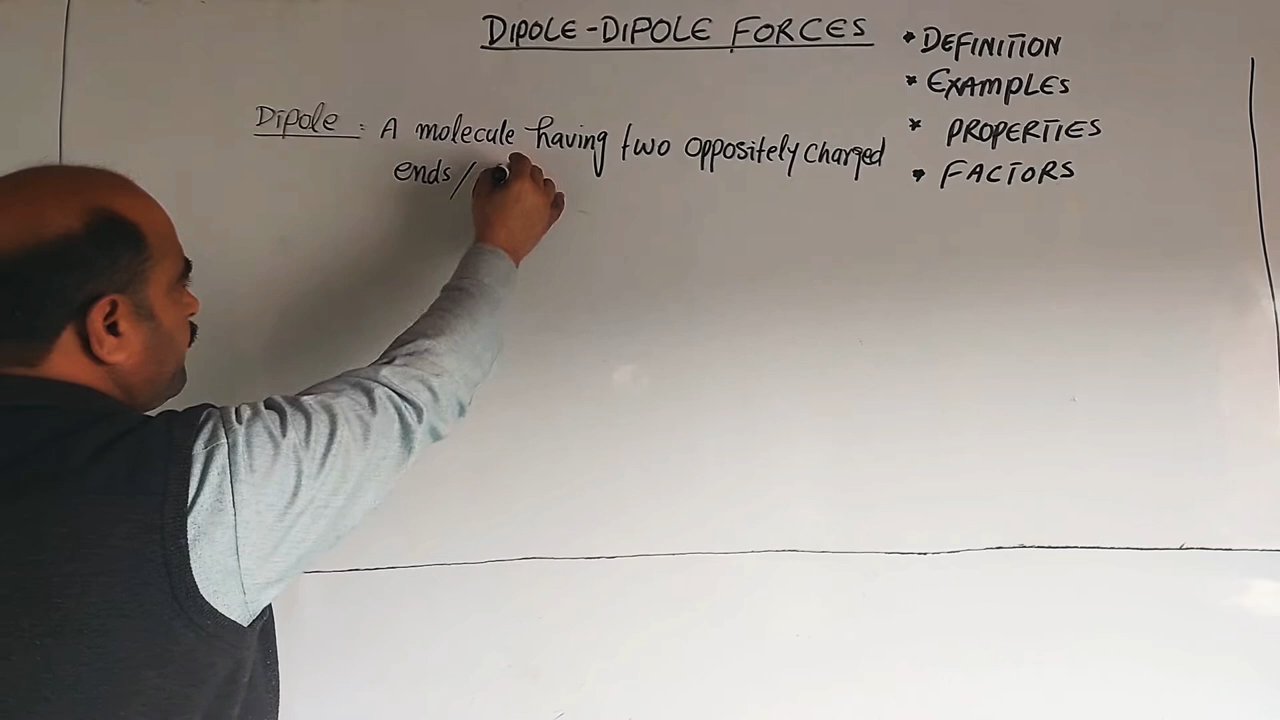 DIPOLE-DIPOLE FORCES
* DEFINITION
* EXAMPLES
* PROPERTIES
* FACTORS
Dipole : A molecule having two oppositely charged
ends/